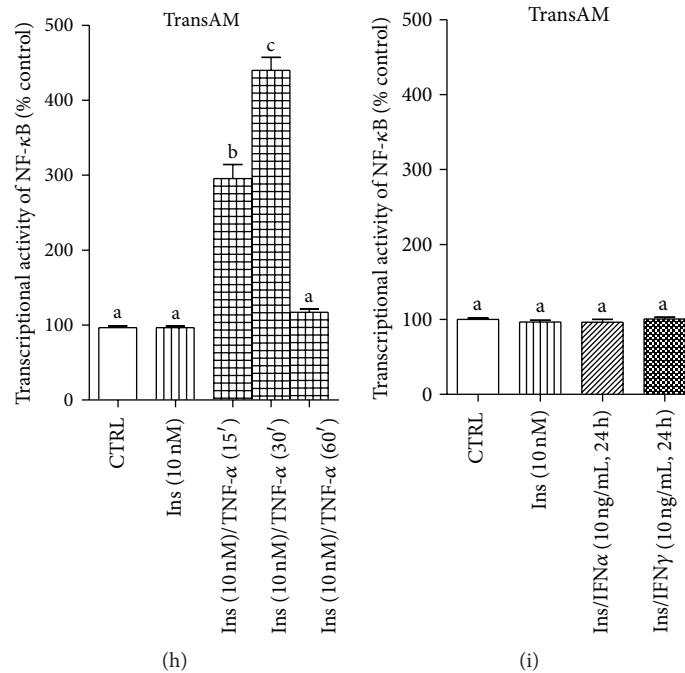 TransAM
Transcriptional activity of NF-κB (% control)
500
400
300
200
100
0
a
a
b
c
a
CTRL
Ins (10 nM)
Ins (10 nM)/TNF-α (15′)
Ins (10 nM)/TNF-α (30′)
Ins (10 nM)/TNF-α (60′)
(h)
TransAM
Transcriptional activity of NF-κB (% control)
500
400
300
200
100
0
a
a
a
a
CTRL
Ins (10 nM)
Ins/IFNα (10 ng/mL, 24 h)
Ins/IFNγ (10 ng/mL, 24 h)
(i)